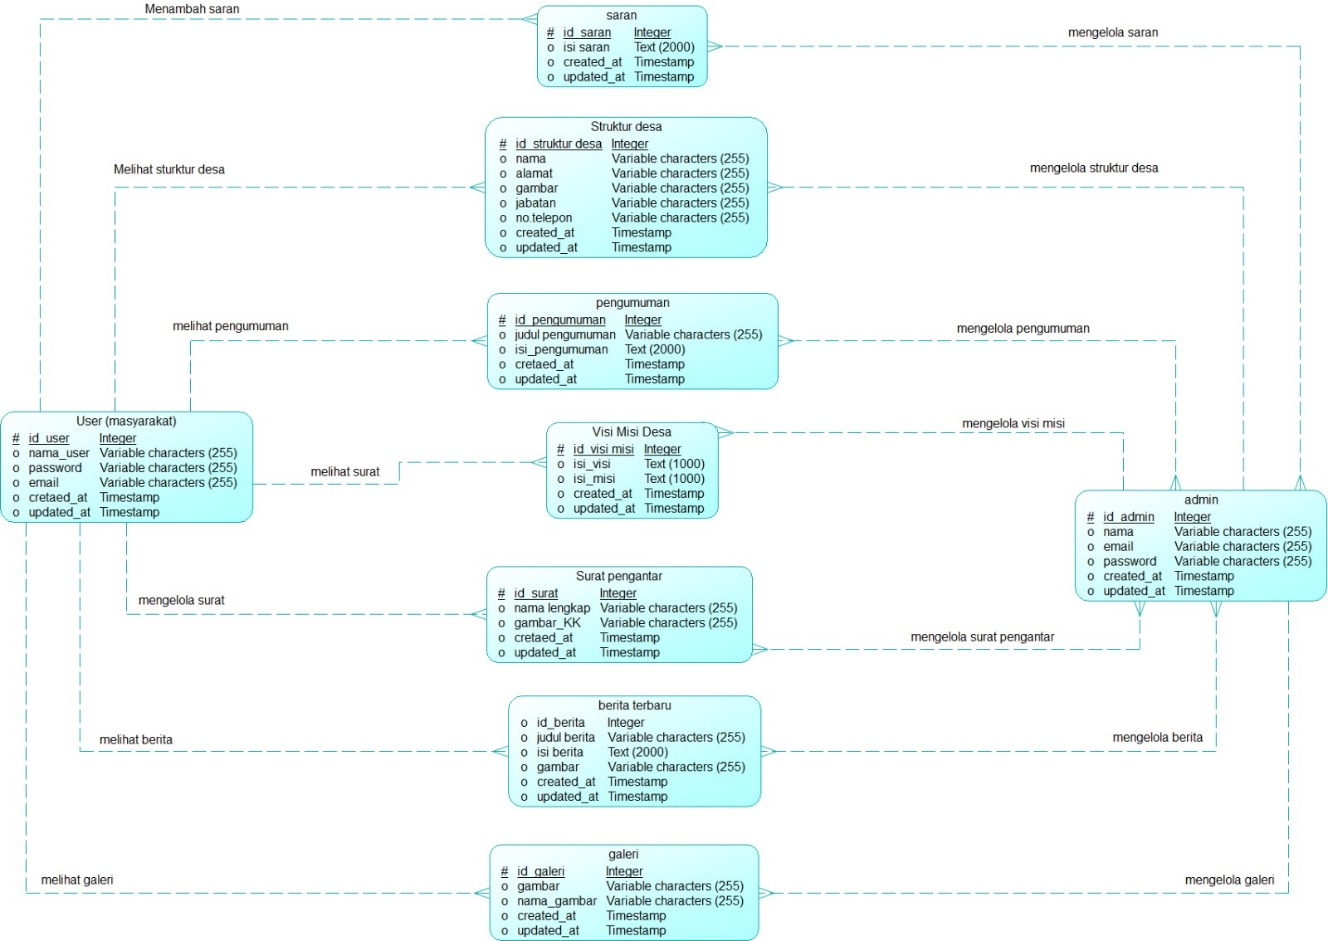 Menambah saran
saran
# id_saran Integer
o isi saran Text (2000)
o created_at Timestamp
o updated_at Timestamp
mengelola saran
Melihat sturktur desa
Struktur desa
# id_struktur desa Integer
o nama Variable characters (255)
o alamat Variable characters (255)
o gambar Variable characters (255)
o jabatan Variable characters (255)
o no.telepon Variable characters (255)
o created_at Timestamp
o updated_at Timestamp
mengelola struktur desa
melihat pengumuman
pengumuman
# id_pengumuman Integer
o judul pengumuman Variable characters (255)
o isi_pengumuman Text (2000)
o cretaed_at Timestamp
o updated_at Timestamp
mengelola pengumuman
User (masyarakat)
# id_user Integer
o nama_user Variable characters (255)
o password Variable characters (255)
o email Variable characters (255)
o cretaed_at Timestamp
o updated_at Timestamp
melihat surat
Visi Misi Desa
# id_visi misi Integer
o isi_visi Text (1000)
o isi_misi Text (1000)
o created_at Timestamp
o updated_at Timestamp
mengelola visi misi
admin
# id_admin Integer
o nama Variable characters (255)
o email Variable characters (255)
o password Variable characters (255)
o created_at Timestamp
o updated_at Timestamp
mengelola surat
Surat pengantar
# id_surat Integer
o nama lengkap Variable characters (255)
o gambar_KK Variable characters (255)
o cretaed_at Timestamp
o updated_at Timestamp
mengelola surat pengantar
melihat berita
berita terbaru
o id_berita Integer
o judul berita Variable characters (255)
o isi berita Text (2000)
o gambar Variable characters (255)
o created_at Timestamp
o updated_at Timestamp
mengelola berita
melihat galeri
galeri
# id_galeri Integer
o gambar Variable characters (255)
o nama_gambar Variable characters (255)
o created_at Timestamp
o updated_at Timestamp
mengelola galeri